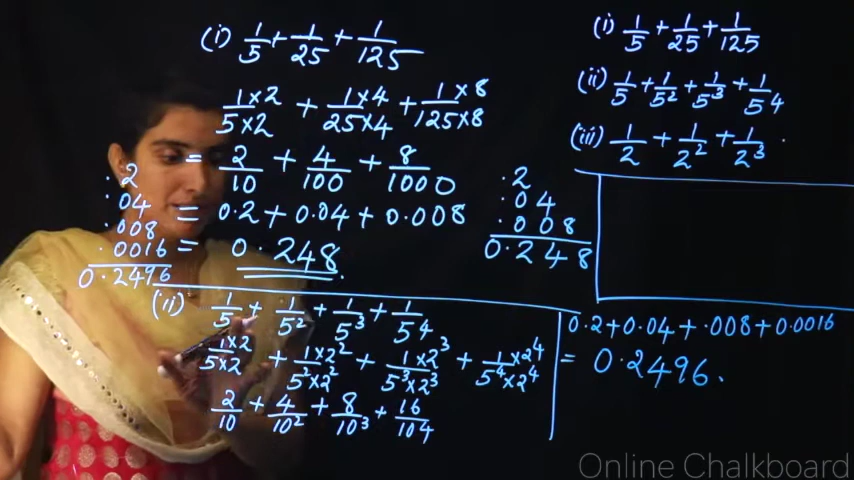 (i) 1/5 + 1/25 + 1/125
1×2/5×2 + 1×4/25×4 + 1×8/125×8
= 2/10 + 4/100 + 8/1000
= 0.2 + 0.04 + 0.008
= 0.248.
.2
.04
.008
.0016
0.2496
.2
.04
.008
0.248
(ii) 1/5 + 1/5² + 1/5³ + 1/5⁴
1×2/5×2 + 1×2²/5²×2² + 1×2³/5³×2³ + 1×2⁴/5⁴×2⁴
2/10 + 4/10² + 8/10³ + 16/10⁴
(i) 1/5 + 1/25 + 1/125
(ii) 1/5 + 1/5² + 1/5³ + 1/5⁴
(iii) 1/2 + 1/2² + 1/2³.
0.2+0.04+.008+0.0016
= 0.2496.
Online Chalkboard